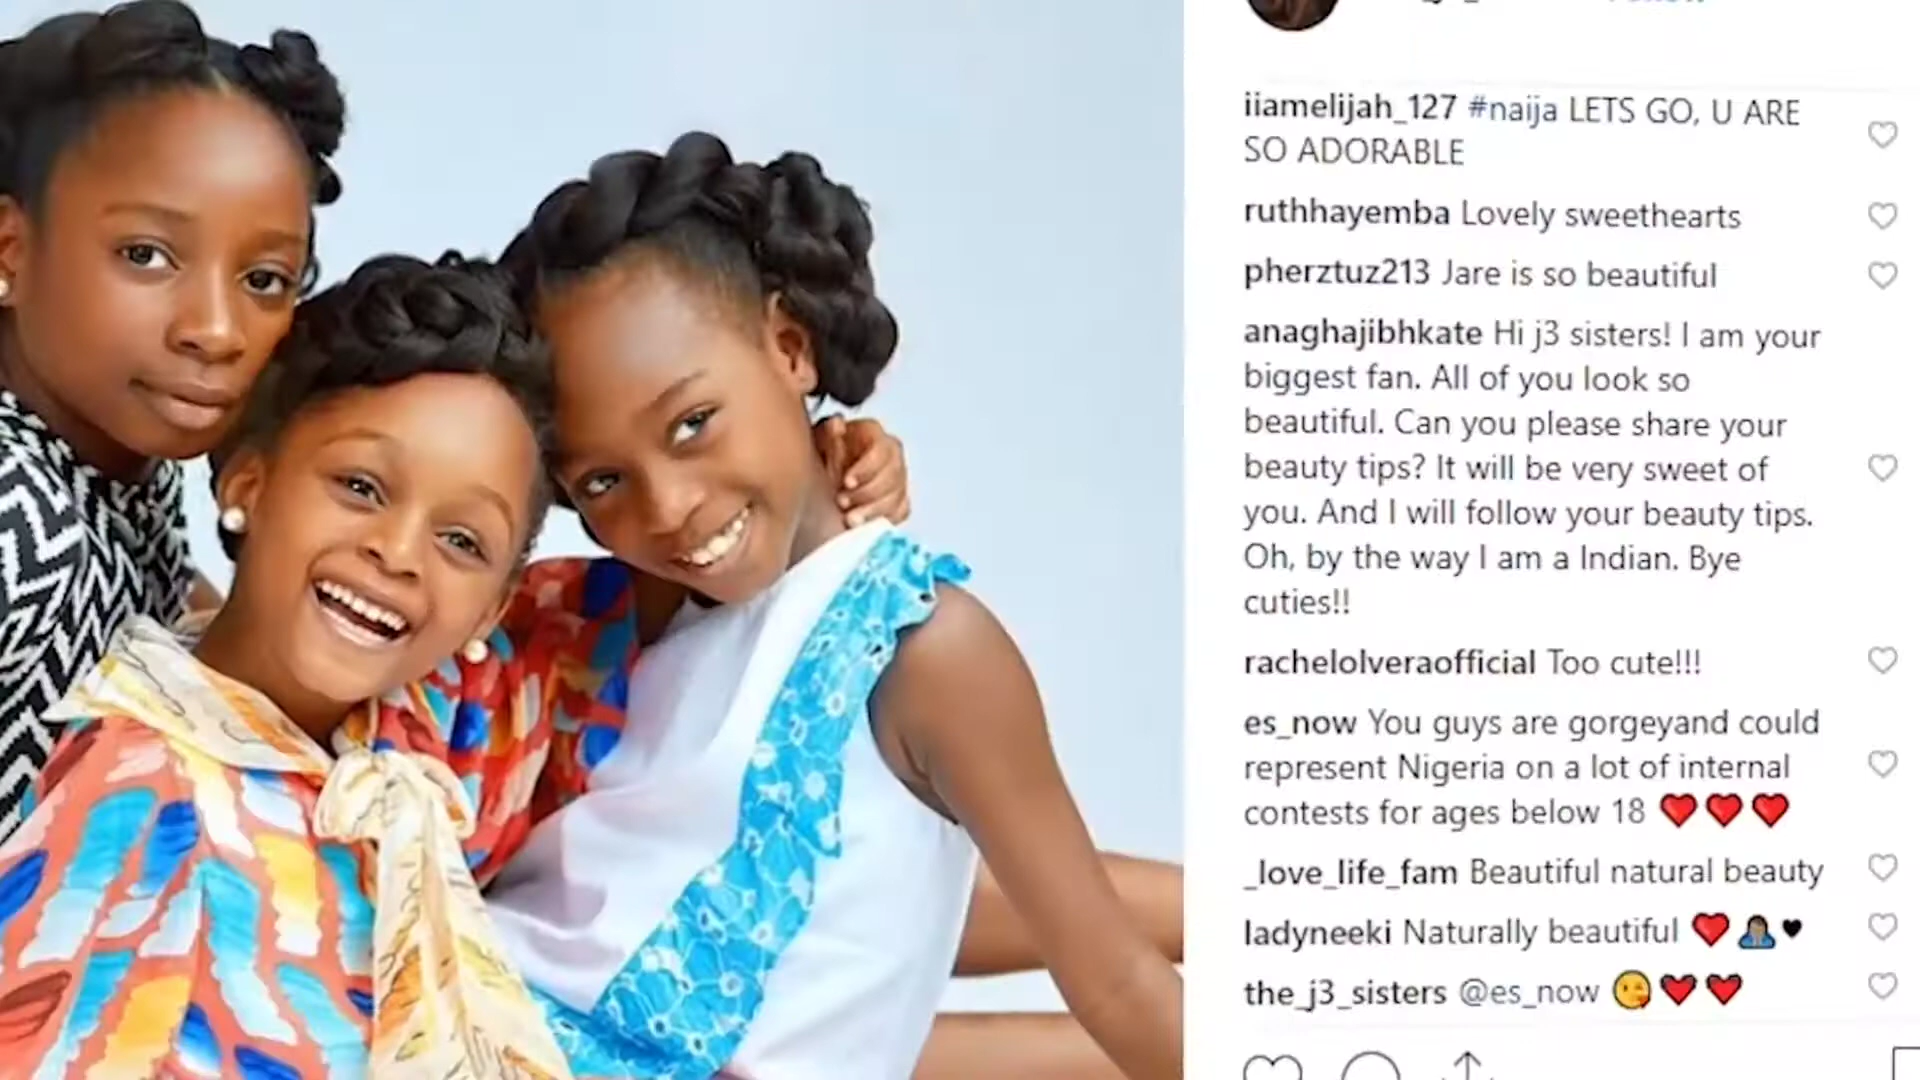 iiamelijah_127 #naija LETS GO, U ARE
SO ADORABLE
ruthhayemba Lovely sweethearts
pherztuz213 Jare is so beautiful
anaghajibhkate Hi j3 sisters! I am your
biggest fan. All of you look so
beautiful. Can you please share your
beauty tips? It will be very sweet of
you. And I will follow your beauty tips.
Oh, by the way I am a Indian. Bye
cuties!!
rachelolveraofficial Too cute!!!
es_now You guys are gorgeyand could
represent Nigeria on a lot of internal
contests for ages below 18 ❤️❤️❤️
_love_life_fam Beautiful natural beauty
ladyneeki Naturally beautiful ❤️🤦🏾‍♂️🖤
the_j3_sisters @es_now 😘❤️❤️